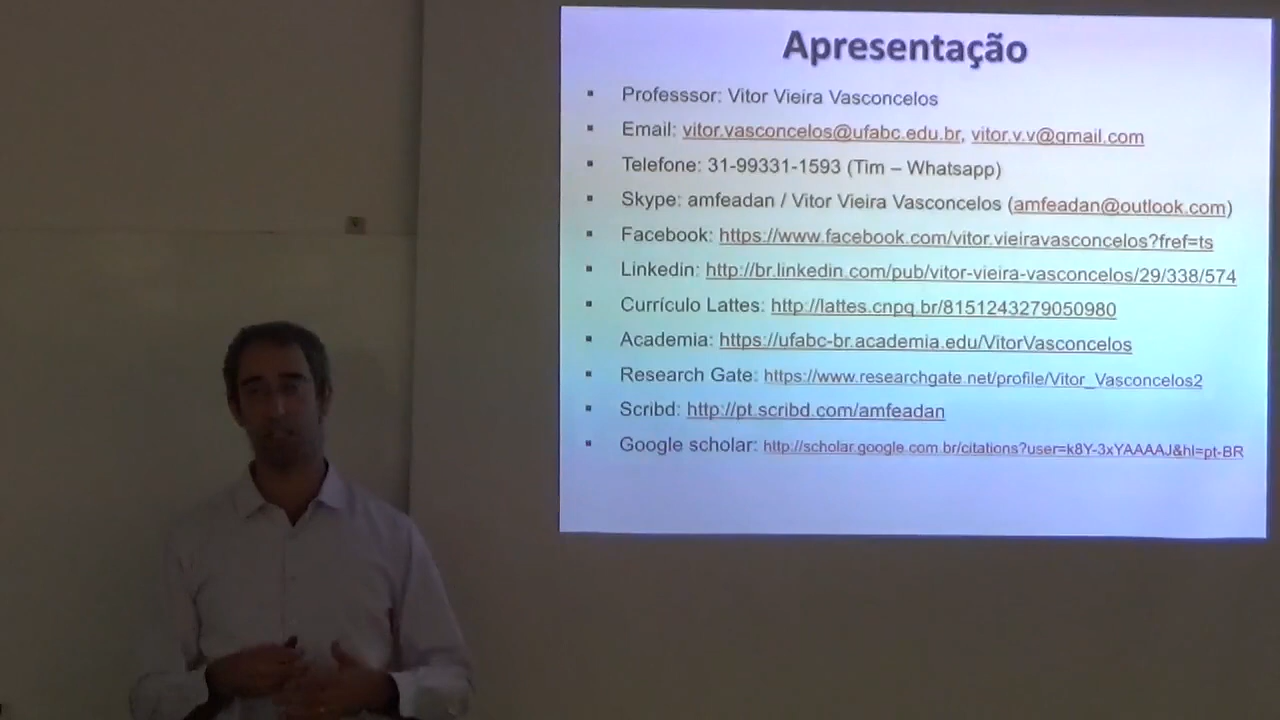 Apresentação
▪ Professsor: Vitor Vieira Vasconcelos
▪ Email: vitor.vasconcelos@ufabc.edu.br, vitor.v.v@gmail.com
▪ Telefone: 31-99331-1593 (Tim – Whatsapp)
▪ Skype: amfeadan / Vitor Vieira Vasconcelos (amfeadan@outlook.com)
▪ Facebook: https://www.facebook.com/vitor.vieiravasconcelos?fref=ts
▪ Linkedin: http://br.linkedin.com/pub/vitor-vieira-vasconcelos/29/338/574
▪ Currículo Lattes: http://lattes.cnpq.br/8151243279050980
▪ Academia: https://ufabc-br.academia.edu/VitorVasconcelos
▪ Research Gate: https://www.researchgate.net/profile/Vitor_Vasconcelos2
▪ Scribd: http://pt.scribd.com/amfeadan
▪ Google scholar: http://scholar.google.com.br/citations?user=k8Y-3xYAAAAJ&hl=pt-BR